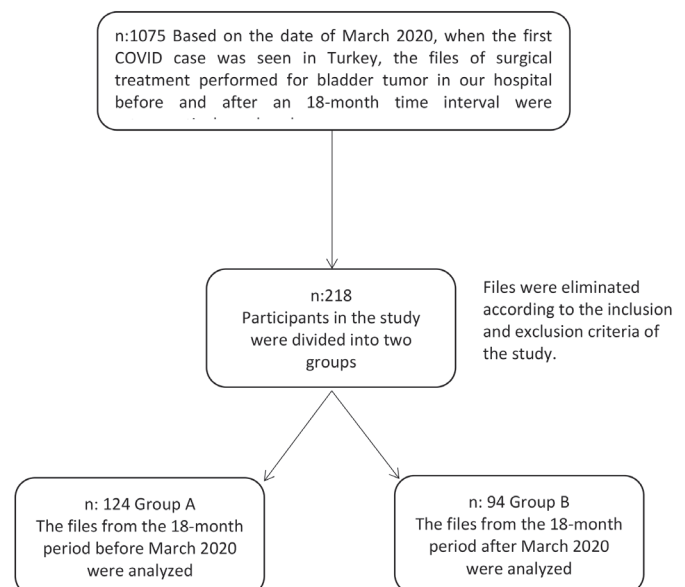 n:1075 Based on the date of March 2020, when the first
COVID case was seen in Turkey, the files of surgical
treatment performed for bladder tumor in our hospital
before and after an 18-month time interval were
n:218
Participants in the study
were divided into two
groups
Files were eliminated
according to the inclusion
and exclusion criteria of
the study.
n: 124 Group A
The files from the 18-month
period before March 2020
were analyzed
n: 94 Group B
The files from the 18-month
period after March 2020
were analyzed